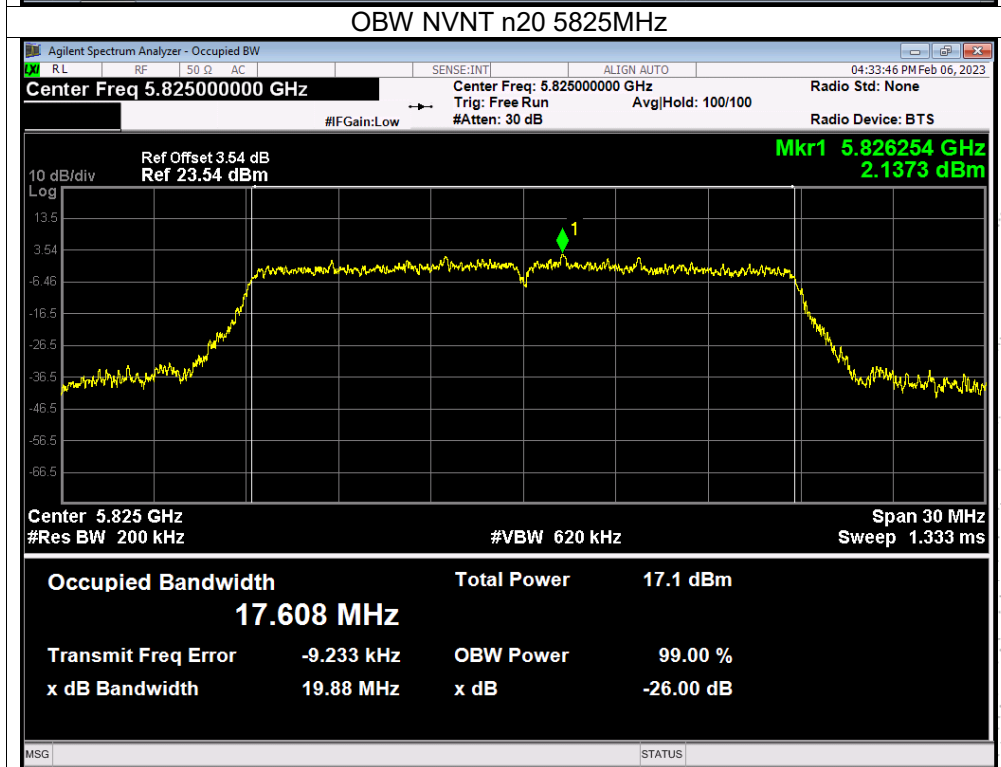 OBW NVNT n20 5825MHz
Agilent Spectrum Analyzer - Occupied BW
LXI RL RF 50 Ω AC SENSE:INT ALIGN AUTO 04:33:46 PM Feb 06, 2023
Center Freq 5.825000000 GHz Center Freq: 5.825000000 GHz Radio Std: None
Trig: Free Run Avg|Hold: 100/100
#IFGain:Low #Atten: 30 dB Radio Device: BTS
Mkr1 5.826254 GHz
2.1373 dBm
Ref Offset 3.54 dB
10 dB/div Ref 23.54 dBm
Log
13.5
1
3.54
-6.46
-16.5
-26.5
-36.5
-46.5
-56.5
-66.5
Center 5.825 GHz Span 30 MHz
#Res BW 200 kHz #VBW 620 kHz Sweep 1.333 ms
Occupied Bandwidth Total Power 17.1 dBm
17.608 MHz
Transmit Freq Error -9.233 kHz OBW Power 99.00 %
x dB Bandwidth 19.88 MHz x dB -26.00 dB
MSG STATUS